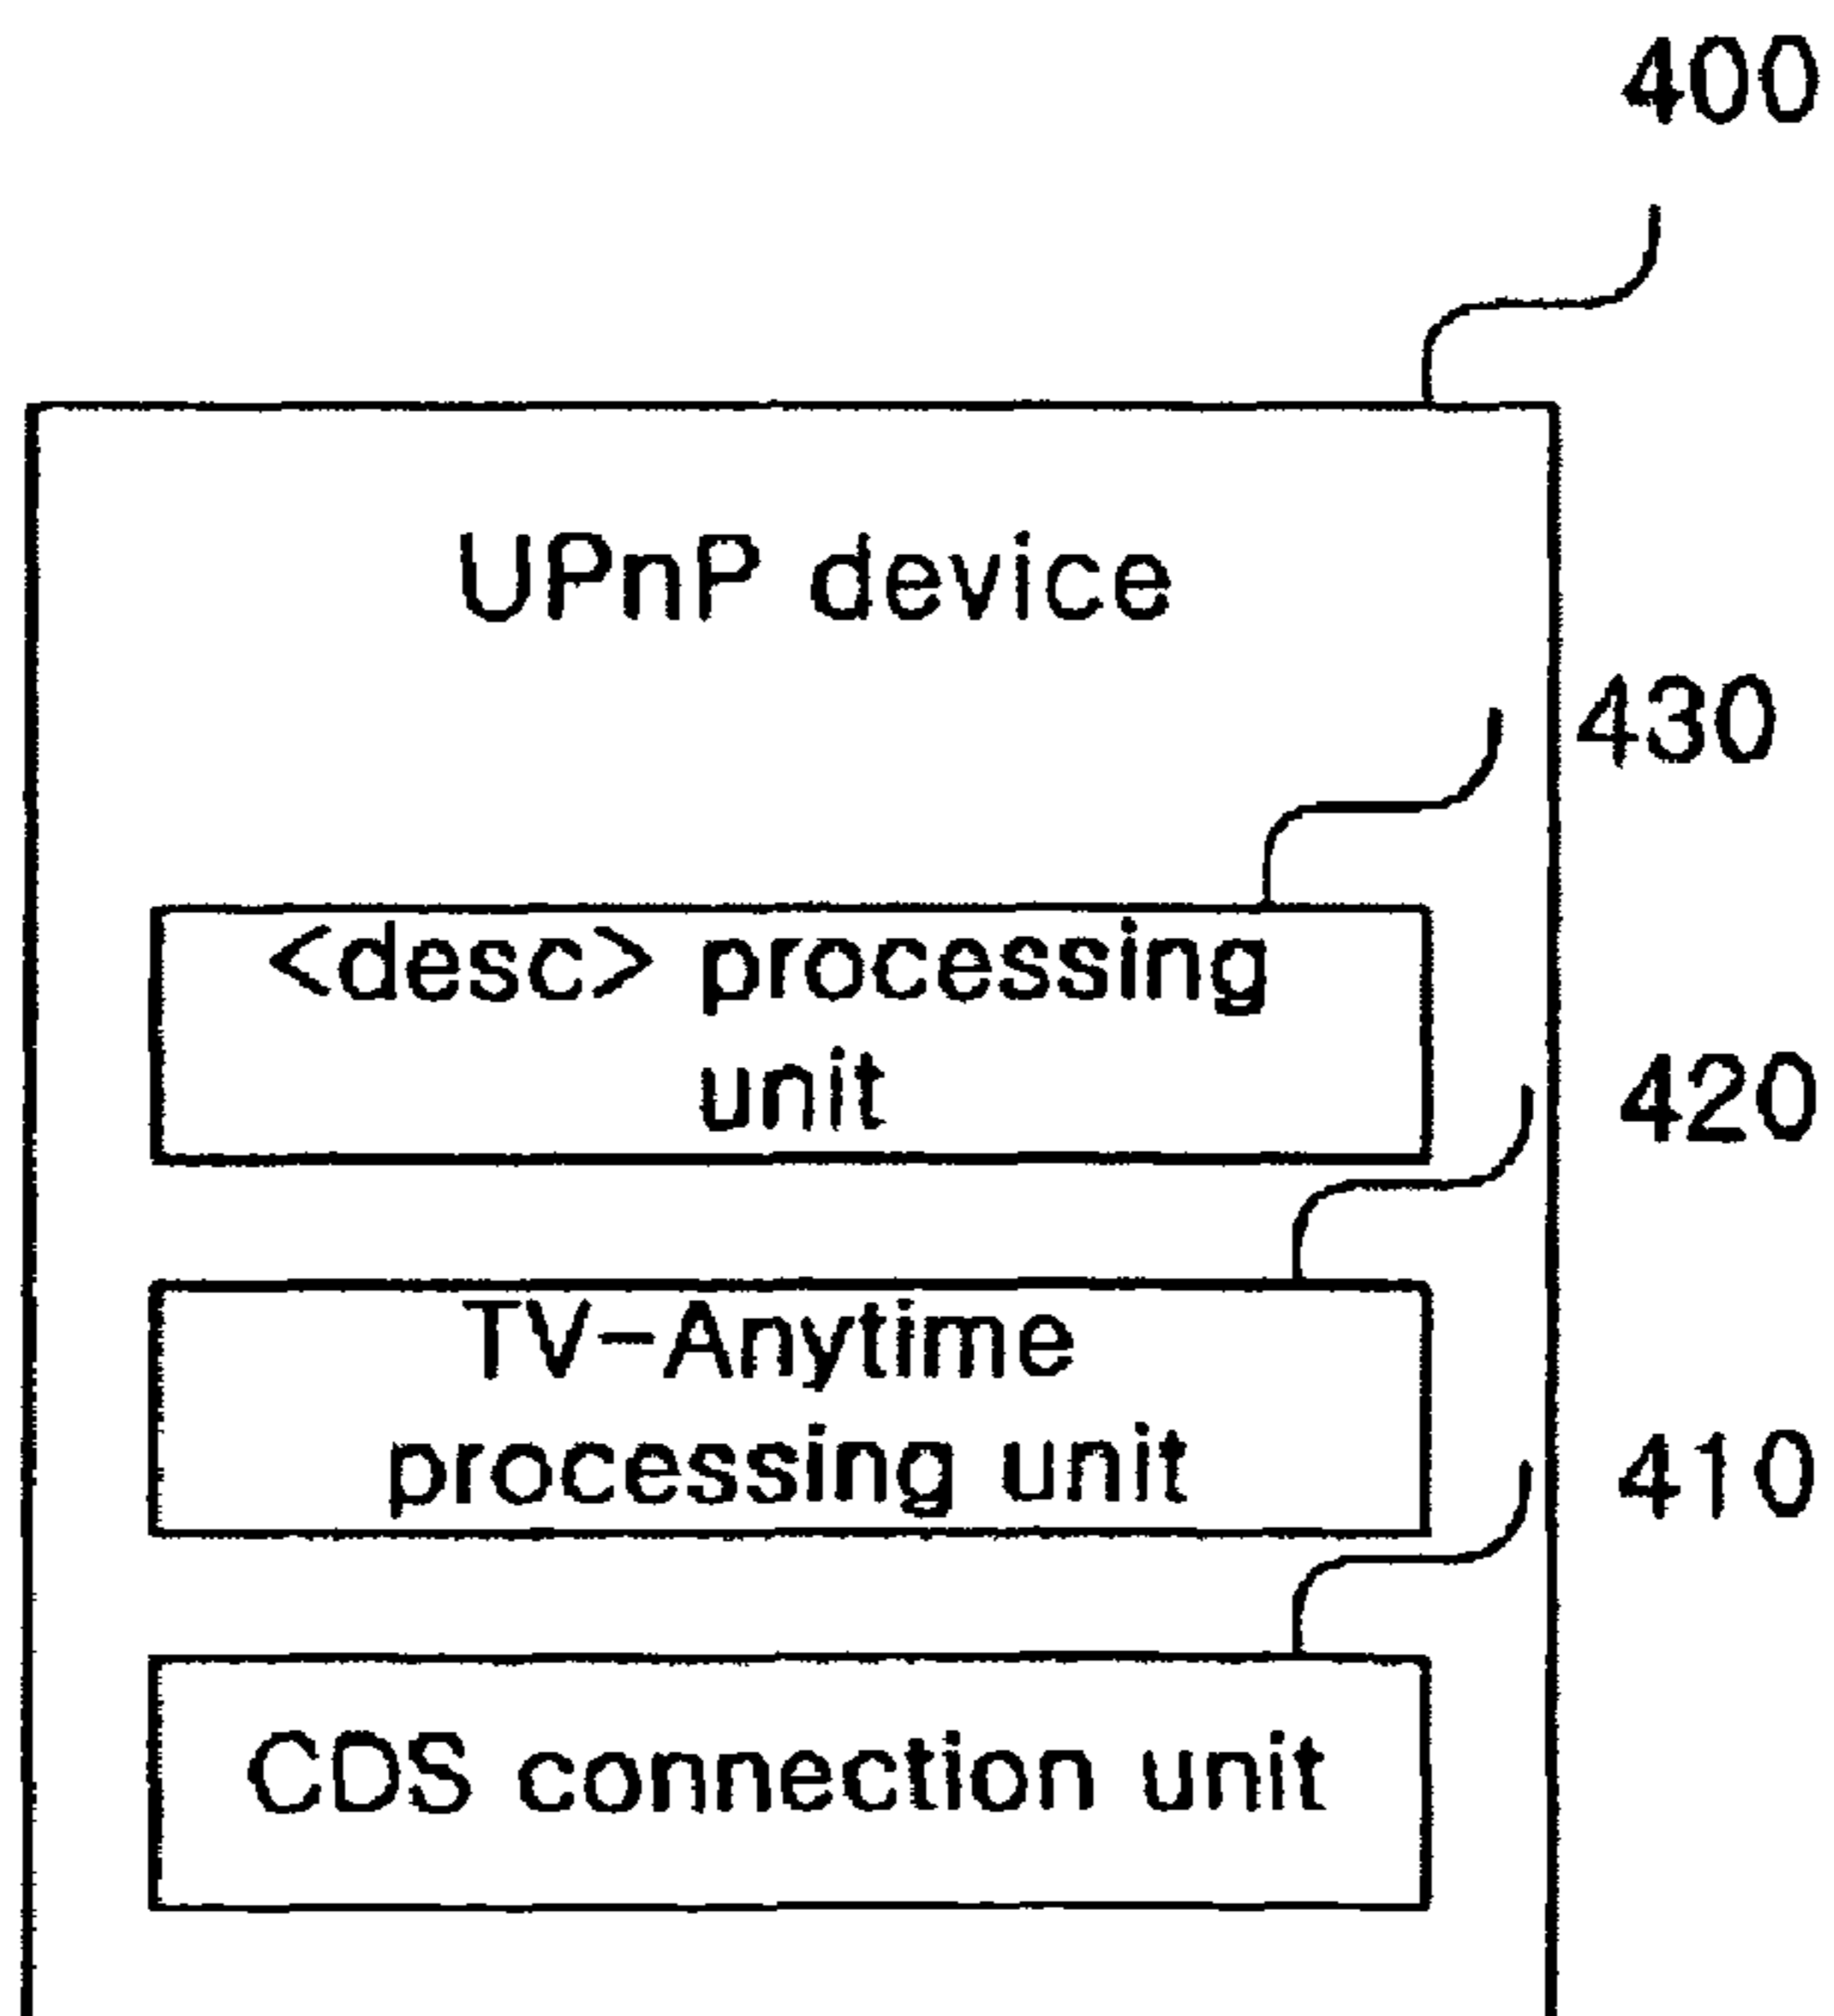 400
UPnP device
430
<desc> processing
unit
420
TV-Anytime
processing unit
410
CDS connection unit